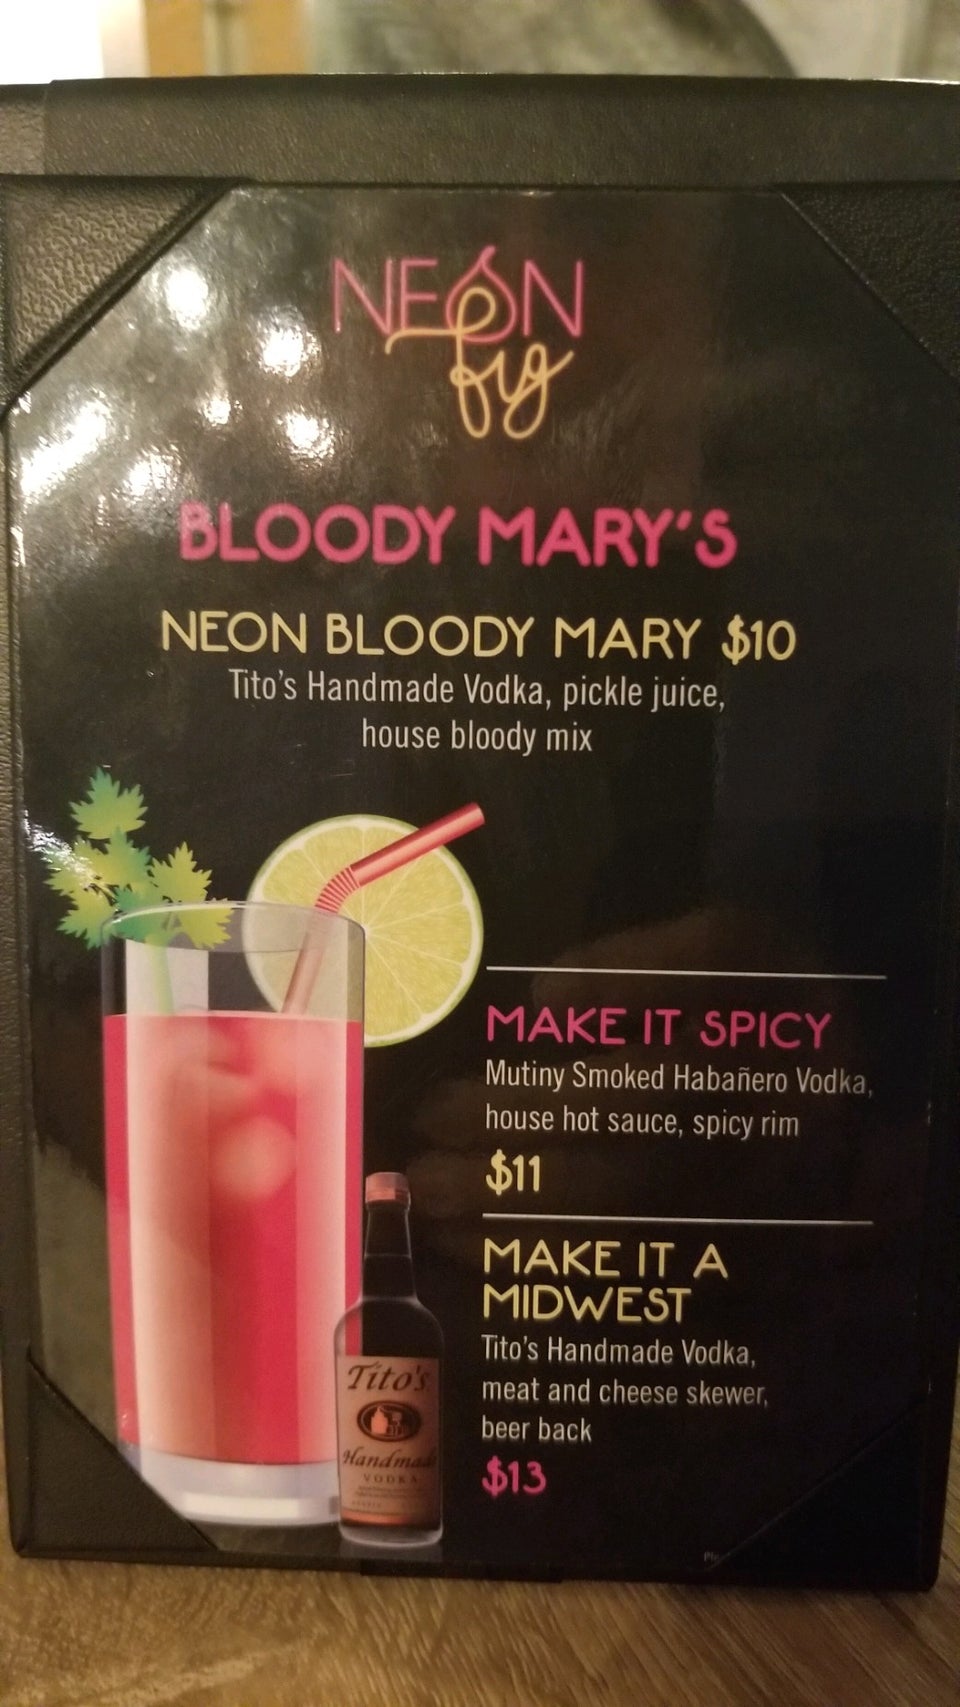 NEON
fig
BLOODY MARY'S
NEON BLOODY MARY $10
Tito's Handmade Vodka, pickle juice,
house bloody mix
MAKE IT SPICY
Mutiny Smoked Habañero Vodka,
house hot sauce, spicy rim
$11
MAKE IT A
MIDWEST
Tito's Handmade Vodka,
meat and cheese skewer,
beer back
$13
Tito's
Handmade
VODKA